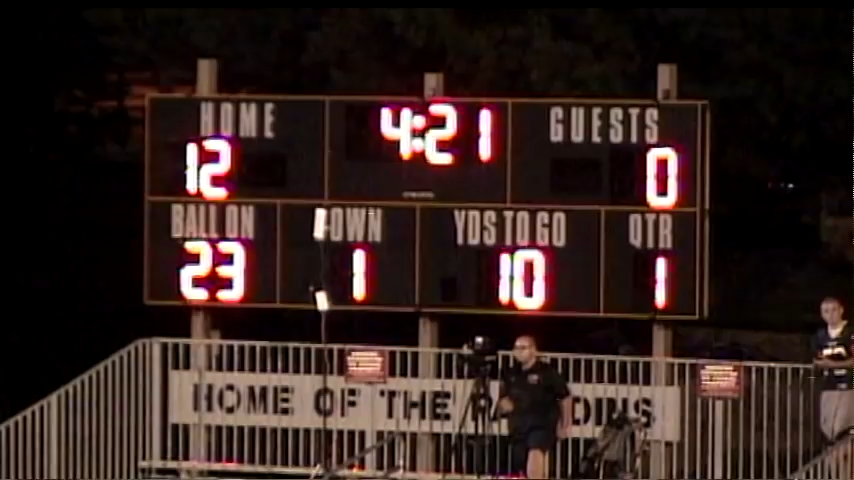 HOME 4:21 GUESTS
12 0
BALL ON DOWN YDS TO GO QTR
23 1 10 1
HOME OF THE